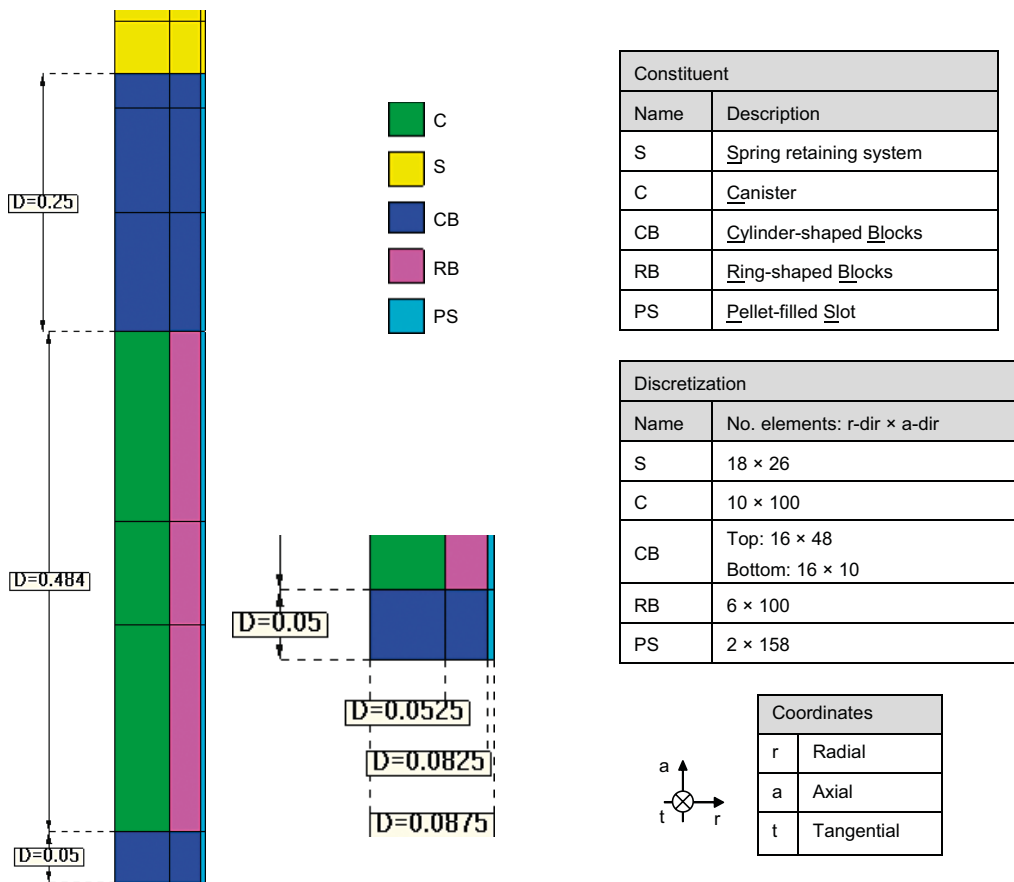 D=0.25
D=0.484
D=0.05
C
S
CB
RB
PS
D=0.05
D=0.0525
D=0.0825
D=0.0875
Constituent
Name Description
S Spring retaining system
C Canister
CB Cylinder-shaped Blocks
RB Ring-shaped Blocks
PS Pellet-filled Slot
Discretization
Name No. elements: r-dir × a-dir
S 18 × 26
C 10 × 100
CB Top: 16 × 48
Bottom: 16 × 10
RB 6 × 100
PS 2 × 158
a
t
r
Coordinates
r Radial
a Axial
t Tangential